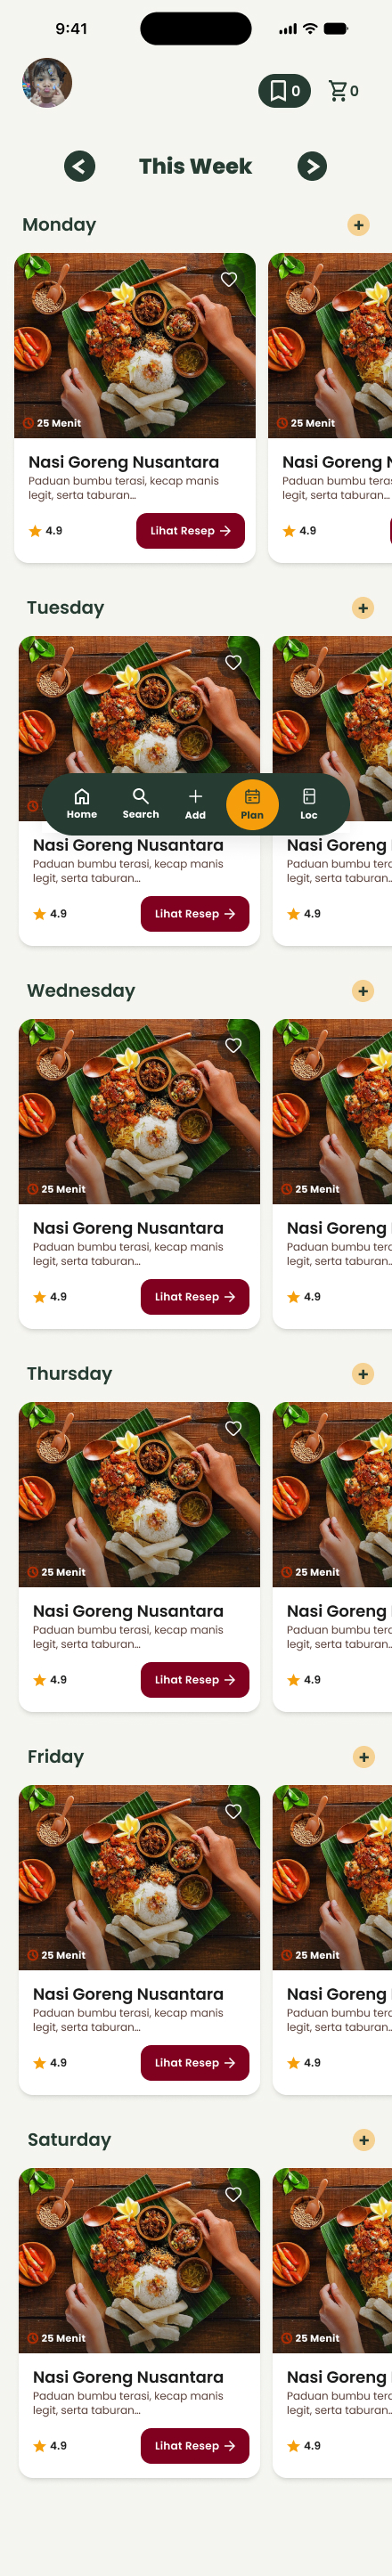 9:41
0
0
This Week
Monday
25 Menit
25 Menit
Nasi Goreng Nusantara
Paduan bumbu terasi, kecap manis
legit, serta taburan...
4.9
Lihat Resep
Nasi Goreng N
Paduan bumbu teras
legit, serta taburan...
4.9
Tuesday
Home
Search
Add
Plan
Loc
Nasi Goreng Nusantara
Paduan bumbu terasi, kecap manis
legit, serta taburan...
4.9
Lihat Resep
Nasi Goreng
Paduan bumbu tera
legit, serta taburan...
4.9
Wednesday
25 Menit
25 Menit
Nasi Goreng Nusantara
Paduan bumbu terasi, kecap manis
legit, serta taburan...
4.9
Lihat Resep
Nasi Goreng
Paduan bumbu tera
legit, serta taburan...
4.9
Thursday
25 Menit
25 Menit
Nasi Goreng Nusantara
Paduan bumbu terasi, kecap manis
legit, serta taburan...
4.9
Lihat Resep
Nasi Goreng
Paduan bumbu tera
legit, serta taburan...
4.9
Friday
25 Menit
25 Menit
Nasi Goreng Nusantara
Paduan bumbu terasi, kecap manis
legit, serta taburan...
4.9
Lihat Resep
Nasi Goreng
Paduan bumbu tera
legit, serta taburan...
4.9
Saturday
25 Menit
25 Menit
Nasi Goreng Nusantara
Paduan bumbu terasi, kecap manis
legit, serta taburan...
4.9
Lihat Resep
Nasi Goreng
Paduan bumbu tera
legit, serta taburan...
4.9